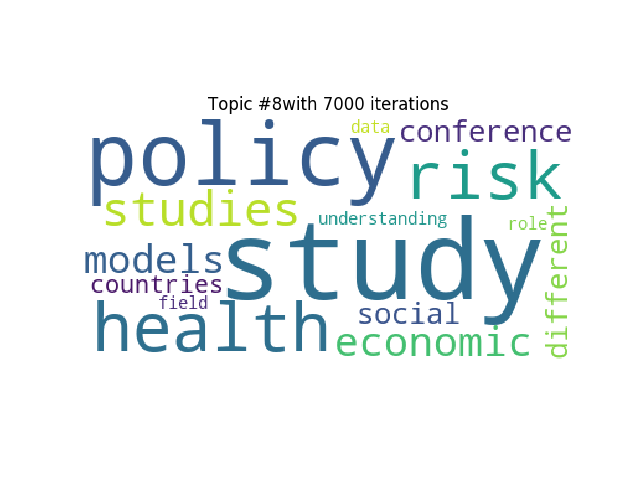 Topic #8with 7000 iterations
data
conference
policy
risk
studies
understanding
role
study
models
countries
field
different
health
social
economic